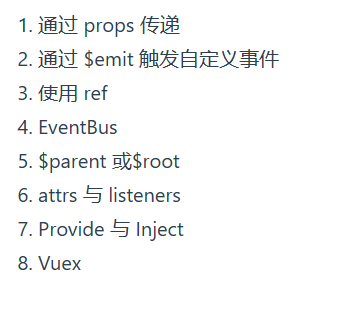 1. 通过 props 传递
2. 通过 $emit 触发自定义事件
3. 使用 ref
4. EventBus
5. $parent 或$root
6. attrs 与 listeners
7. Provide 与 Inject
8. Vuex